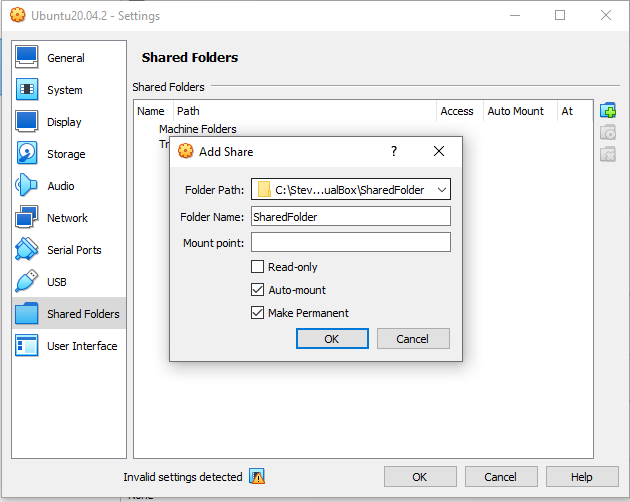 Ubuntu20.04.2 - Settings
General
System
Display
Storage
Audio
Network
Serial Ports
USB
Shared Folders
User Interface
Shared Folders
Shared Folders
Name Path Access Auto Mount At
Machine Folders
Tr
Add Share ?
Folder Path: C:\Stev...ualBox\SharedFolder
Folder Name: SharedFolder
Mount point:
Read-only
Auto-mount
Make Permanent
OK Cancel
Invalid settings detected OK Cancel Help